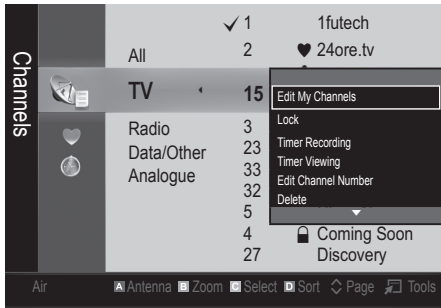 Channels
All
TV
Radio
Data/Other
Analogue
✓ 1 1futech
2 ♥ 24ore.tv
15
3
23
33
32
5
4 Coming Soon
27 Discovery
Edit My Channels
Lock
Timer Recording
Timer Viewing
Edit Channel Number
Delete
Air
A Antenna B Zoom C Select D Sort Page Tools